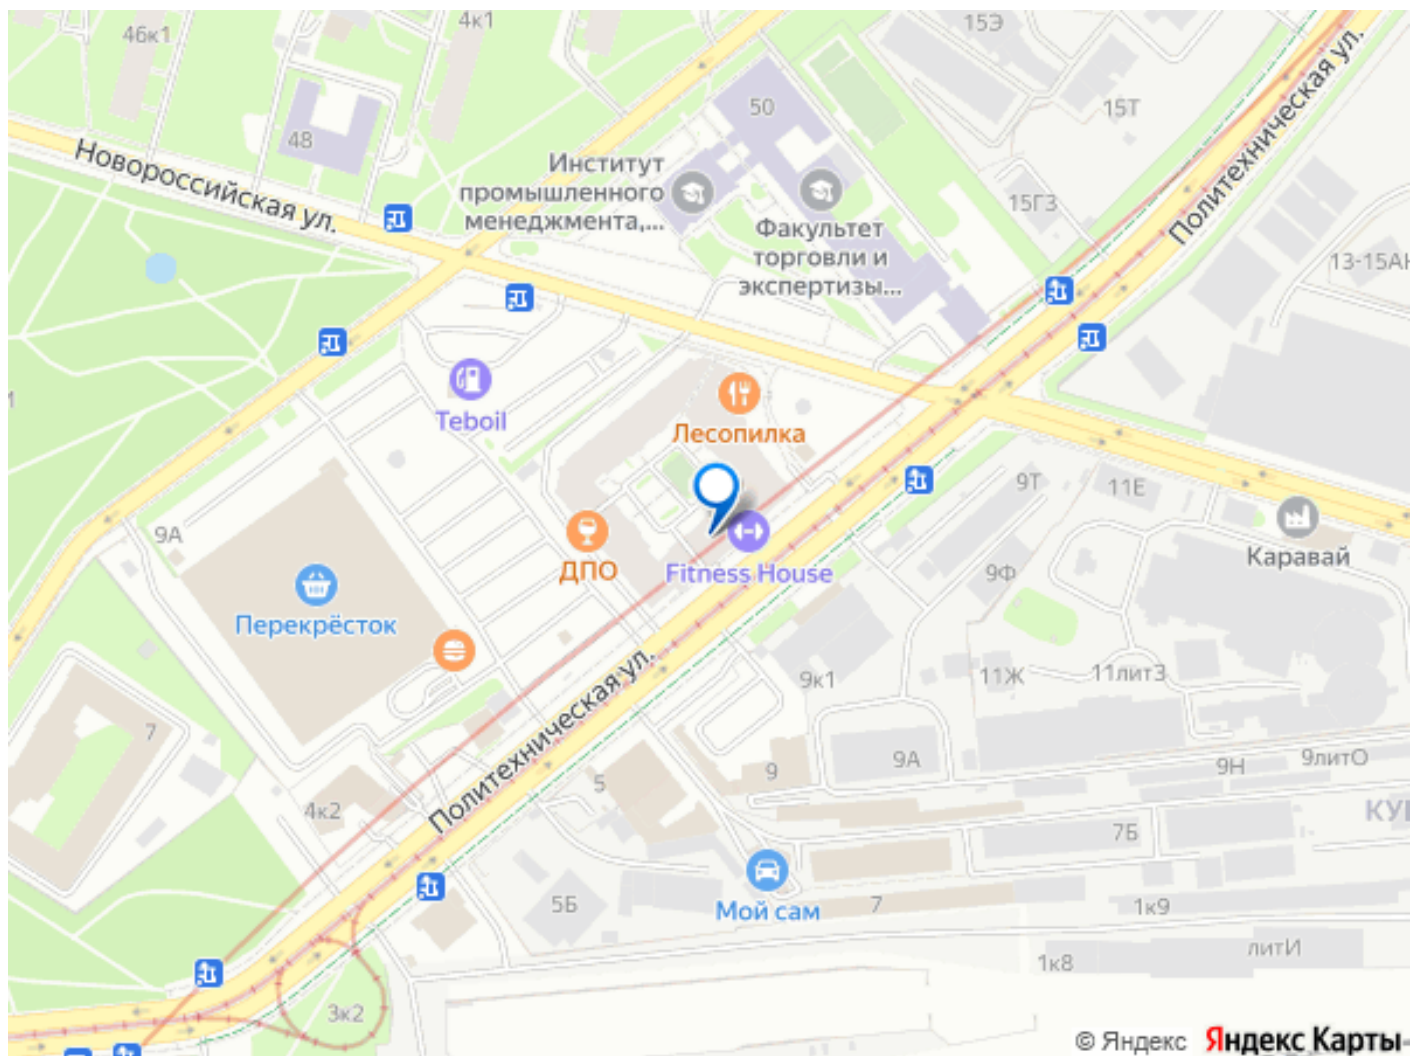 46к1
4к1
15Э
Политехническая ул.
50
15Т
48
Новороссийская ул.
Институт
промышленного
менеджмента,...
15Г3
Факультет
торговли и
экспертизы...
13-15АН
Teboil
Лесопилка
9Т
11Е
9А
ДПО
Fitness House
Каравай
9Ф
Перекрёсток
Политехническая ул.
9к1
11Ж
11лит3
7
5
9
9А
9Н
9литО
4к2
7Б
КУ
Мой сам
5Б
7
1к9
литИ
1к8
3к2
© Яндекс Яндекс Карты